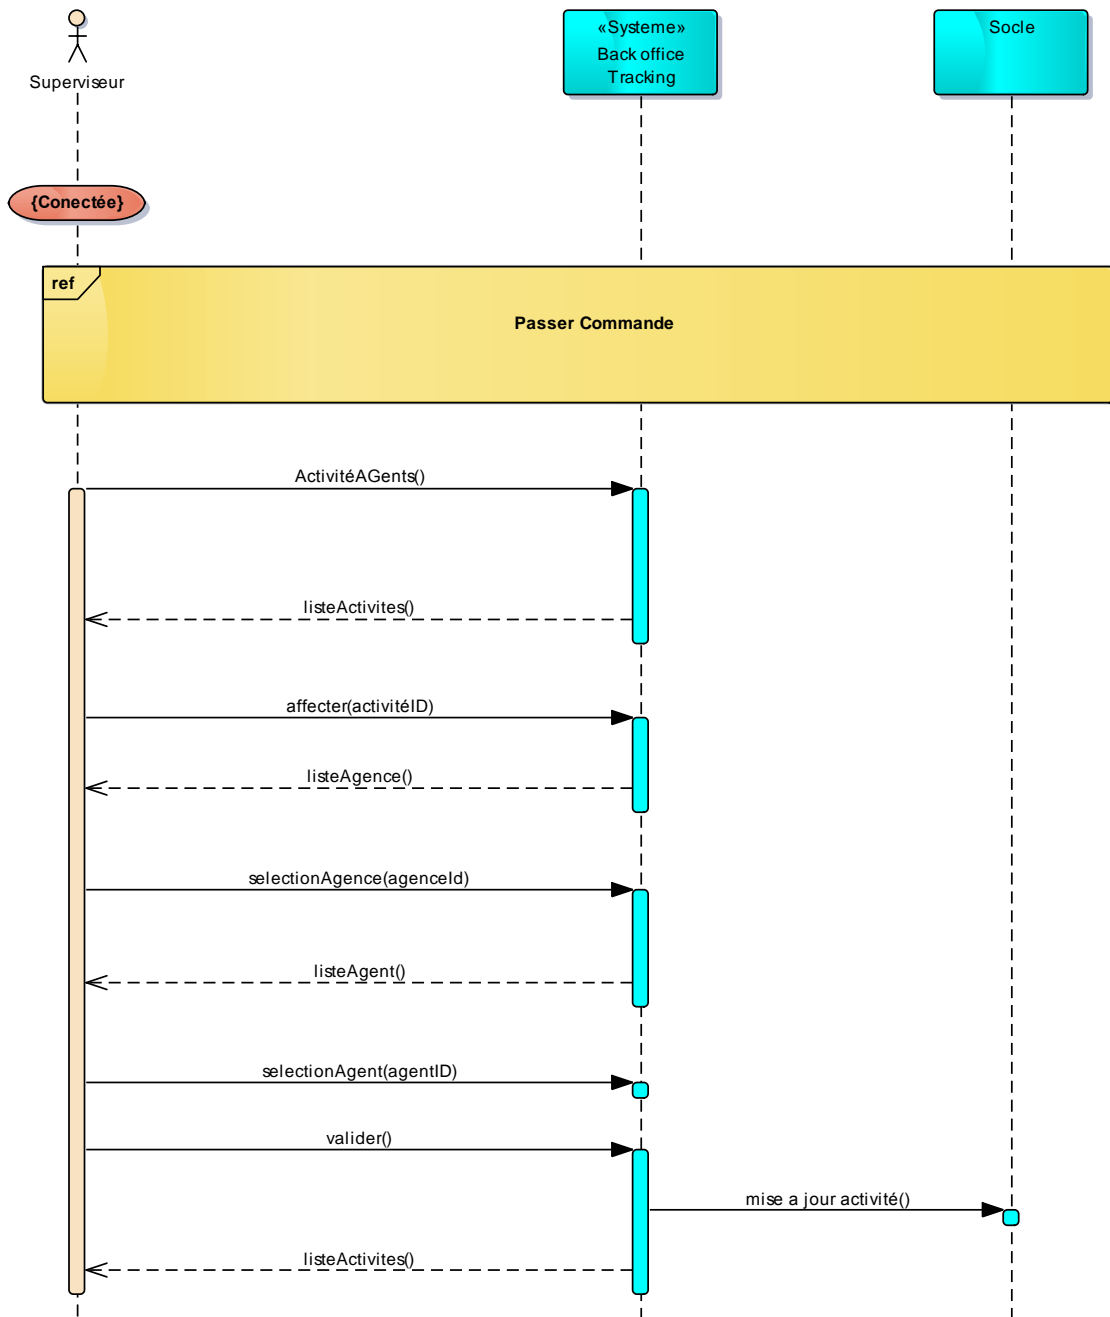 Superviseur
«Systeme»
Back office
Tracking
Socle
{Conectée}
ref
Passer Commande
ActivitéAGents()
listeActivites()
affecter(activitéID)
listeAgence()
selectionAgence(agenceId)
listeAgent()
selectionAgent(agentID)
valider()
mise a jour activité()
listeActivites()